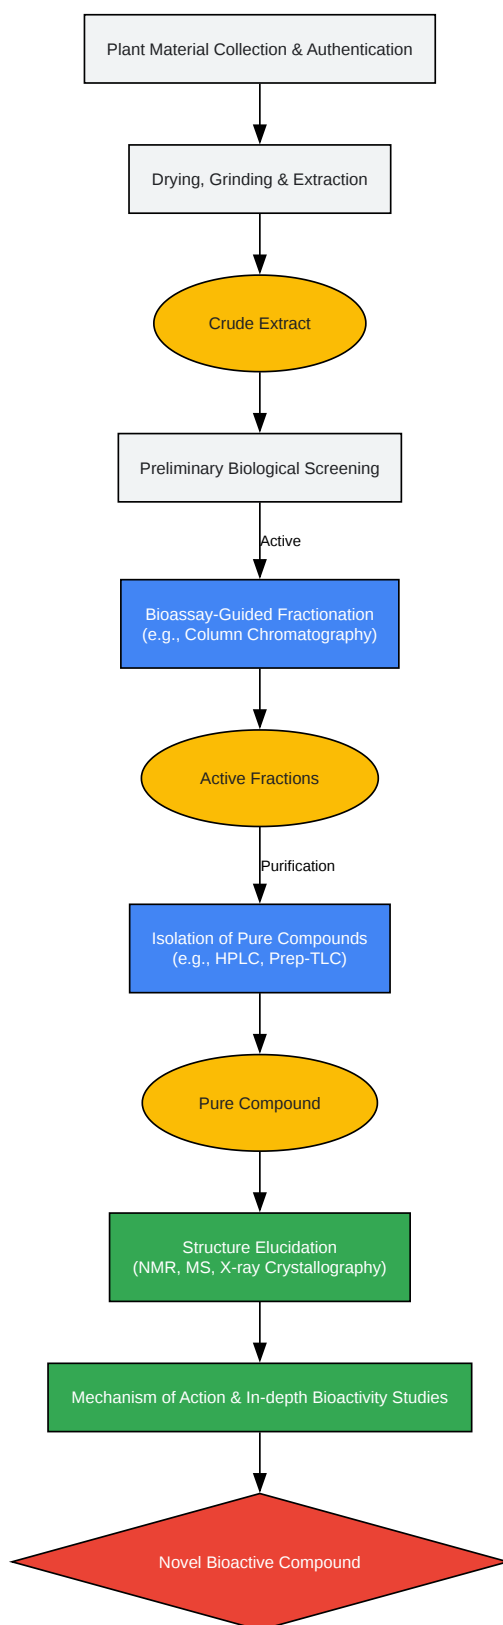 Plant Material Collection & Authentication
Drying, Grinding & Extraction
Crude Extract
Preliminary Biological Screening
Active
Bioassay-Guided Fractionation
(e.g., Column Chromatography)
Active Fractions
Purification
Isolation of Pure Compounds
(e.g., HPLC, Prep-TLC)
Pure Compound
Structure Elucidation
(NMR, MS, X-ray Crystallography)
Mechanism of Action & In-depth Bioactivity Studies
Novel Bioactive Compound